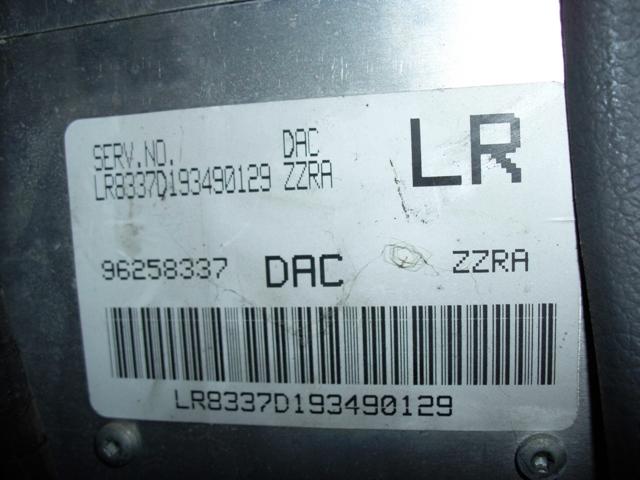 SERV.NO. DAC LR
LR8337D193490129 ZZRA
96258337 DAC ZZRA
LR8337D193490129